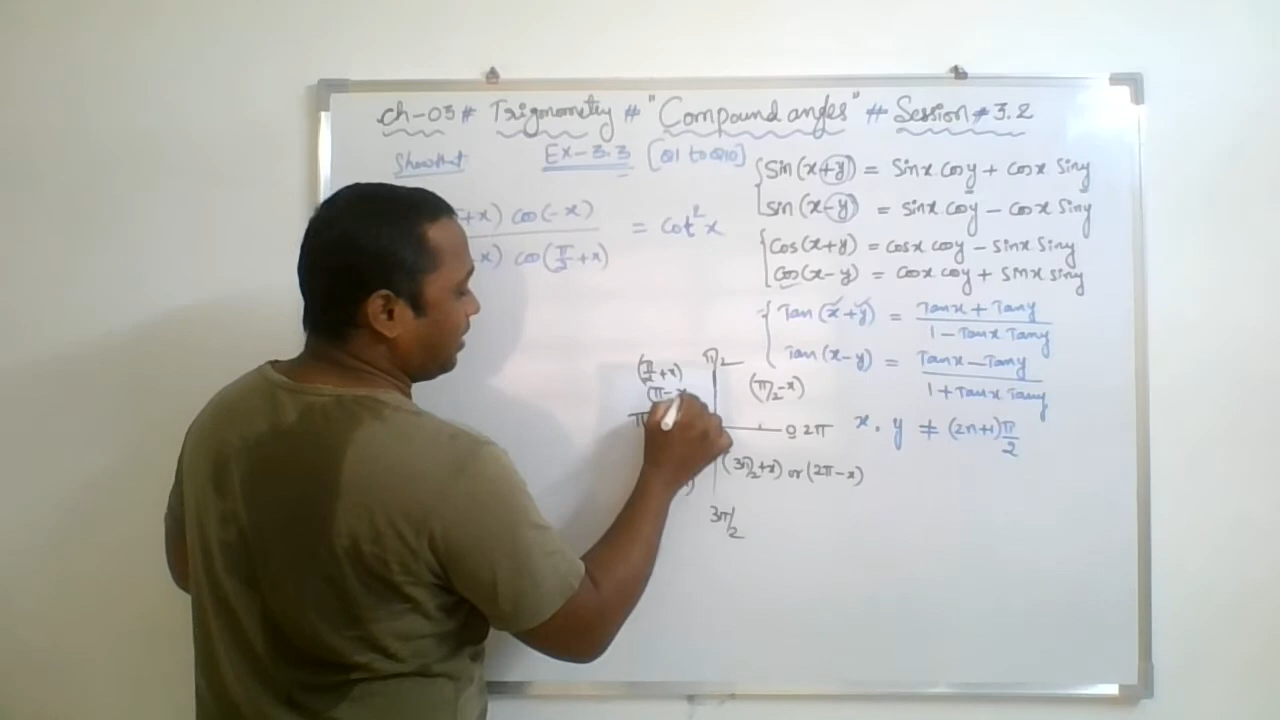 Ch-03 # Trigonometry # "Compound angles" # Session # 3.2
Show that
Ex-3.3 [Q1 to Q10]
+x) cos(-x)
-x) cos(π/2 + x)
= cot²x
Sin(x+y) = Sinx cosy + cosx Siny
sin(x-y) = sinx cosy - cosx Siny
Cos(x+y) = cosx cosy - sinx Siny
cos(x-y) = cosx cosy + sinx siny
Tan(x+y) = Tanx + Tany / 1 - Tanx Tany
Tan(x-y) = Tanx - Tany / 1 + Tanx Tany
x, y ≠ (2n+1)π/2
π/2
(π/2 + x)
(π-x
(π/2 - x)
π
0 2π
(3π/2 + x) or (2π - x)
3π/2